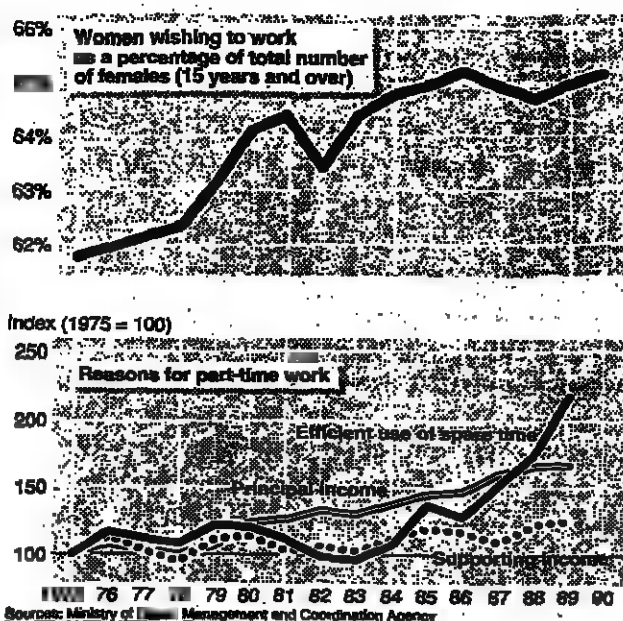 66%
Women wishing to work
a percentage of total number
of females (15 years and over)
64%
63%
62%
Index (1975 = 100)
250
Reasons for part-time work
200
Efficient use of spare time
150
Principal income
100
Supporting income
76 77 79 80 81 82 83 84 85 86 87 88 89 90
Sources: Ministry of Management and Coordination Agency